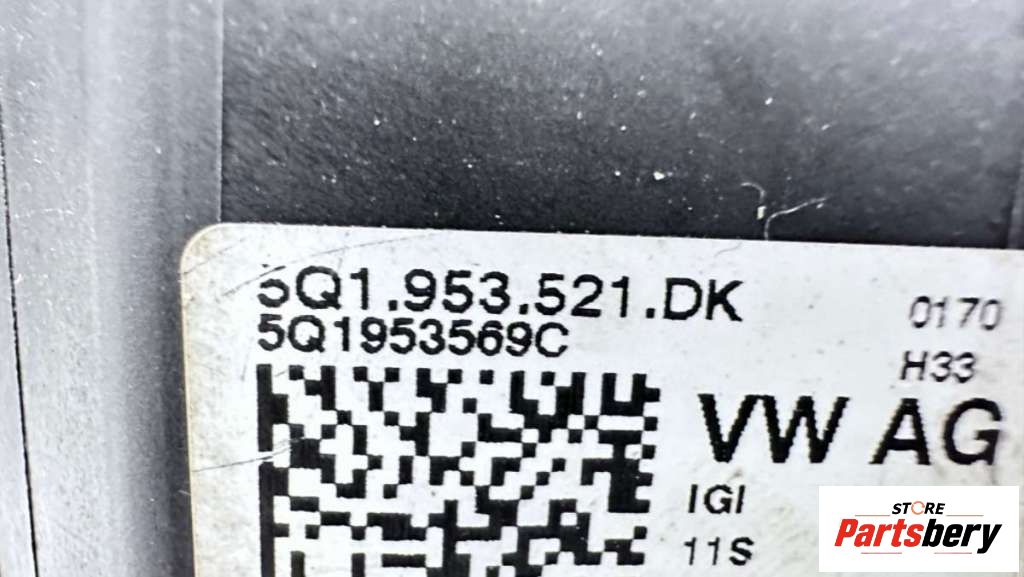 5Q1.953.521.DK
0170
5Q1953569C
H33
VW AG
IGI
11S
STORE
Partsbery